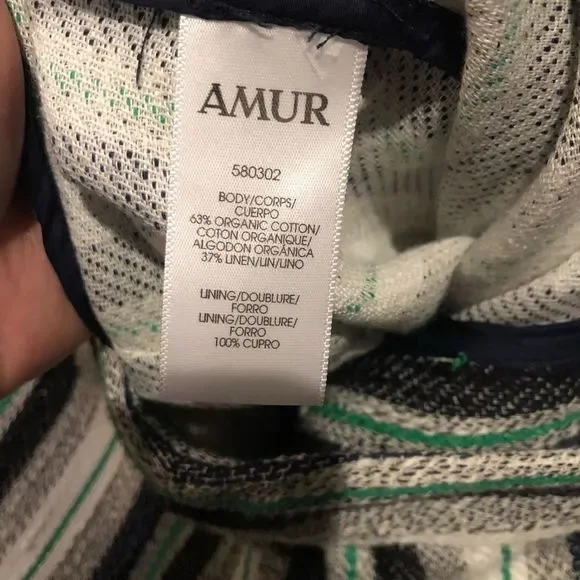 AMUR
580302
BODY/CORPS/
CUERPO
63% ORGANIC COTTON/
COTON ORGANIQUE/
ALGODON ORGÁNICA
37% LINEN/LIN/LINO
LINING/DOUBLURE/
FORRO
LINING/DOUBLURE/
FORRO
100% CUPRO